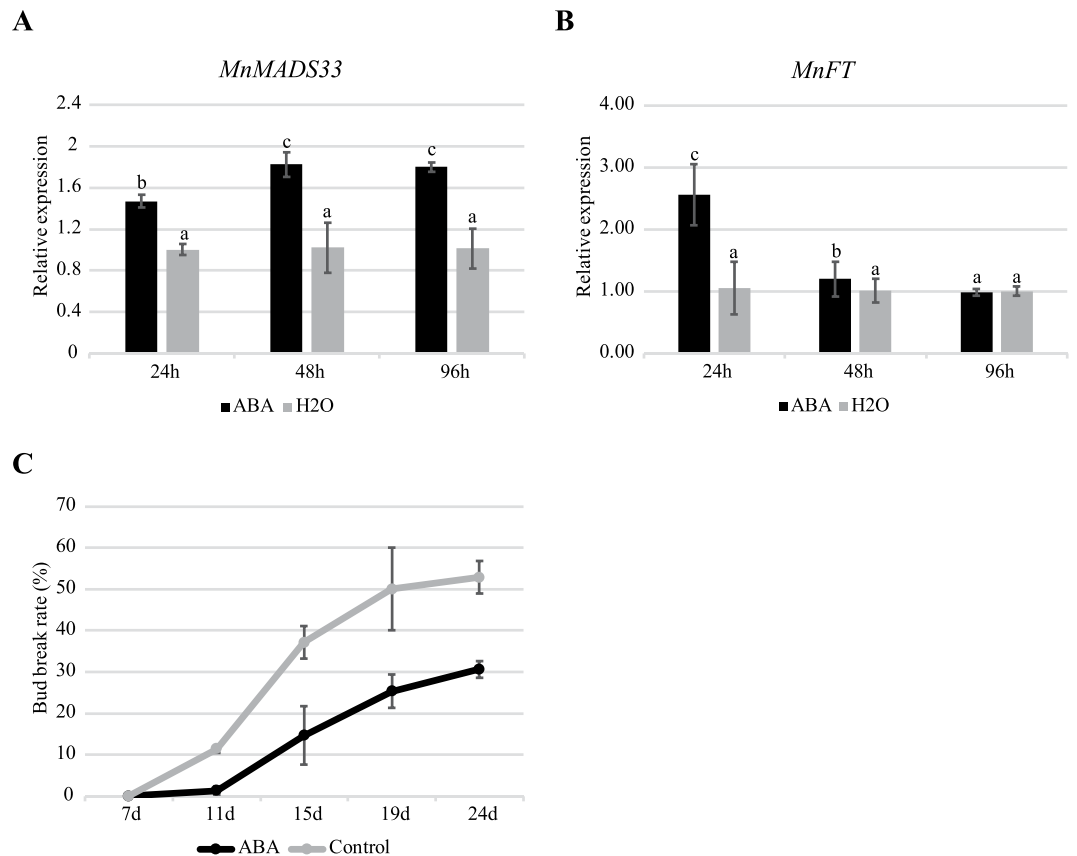 A
MnMADS33
Relative expression
2.4
2
1.6
1.2
0.8
0.4
0
b
a
c
a
c
a
24h
48h
96h
ABA
H2O
B
MnFT
Relative expression
4.00
3.00
2.00
1.00
0.00
c
a
b
a
a
a
24h
48h
96h
ABA
H2O
C
Bud break rate (%)
70
60
50
40
30
20
10
0
7d
11d
15d
19d
24d
ABA
Control